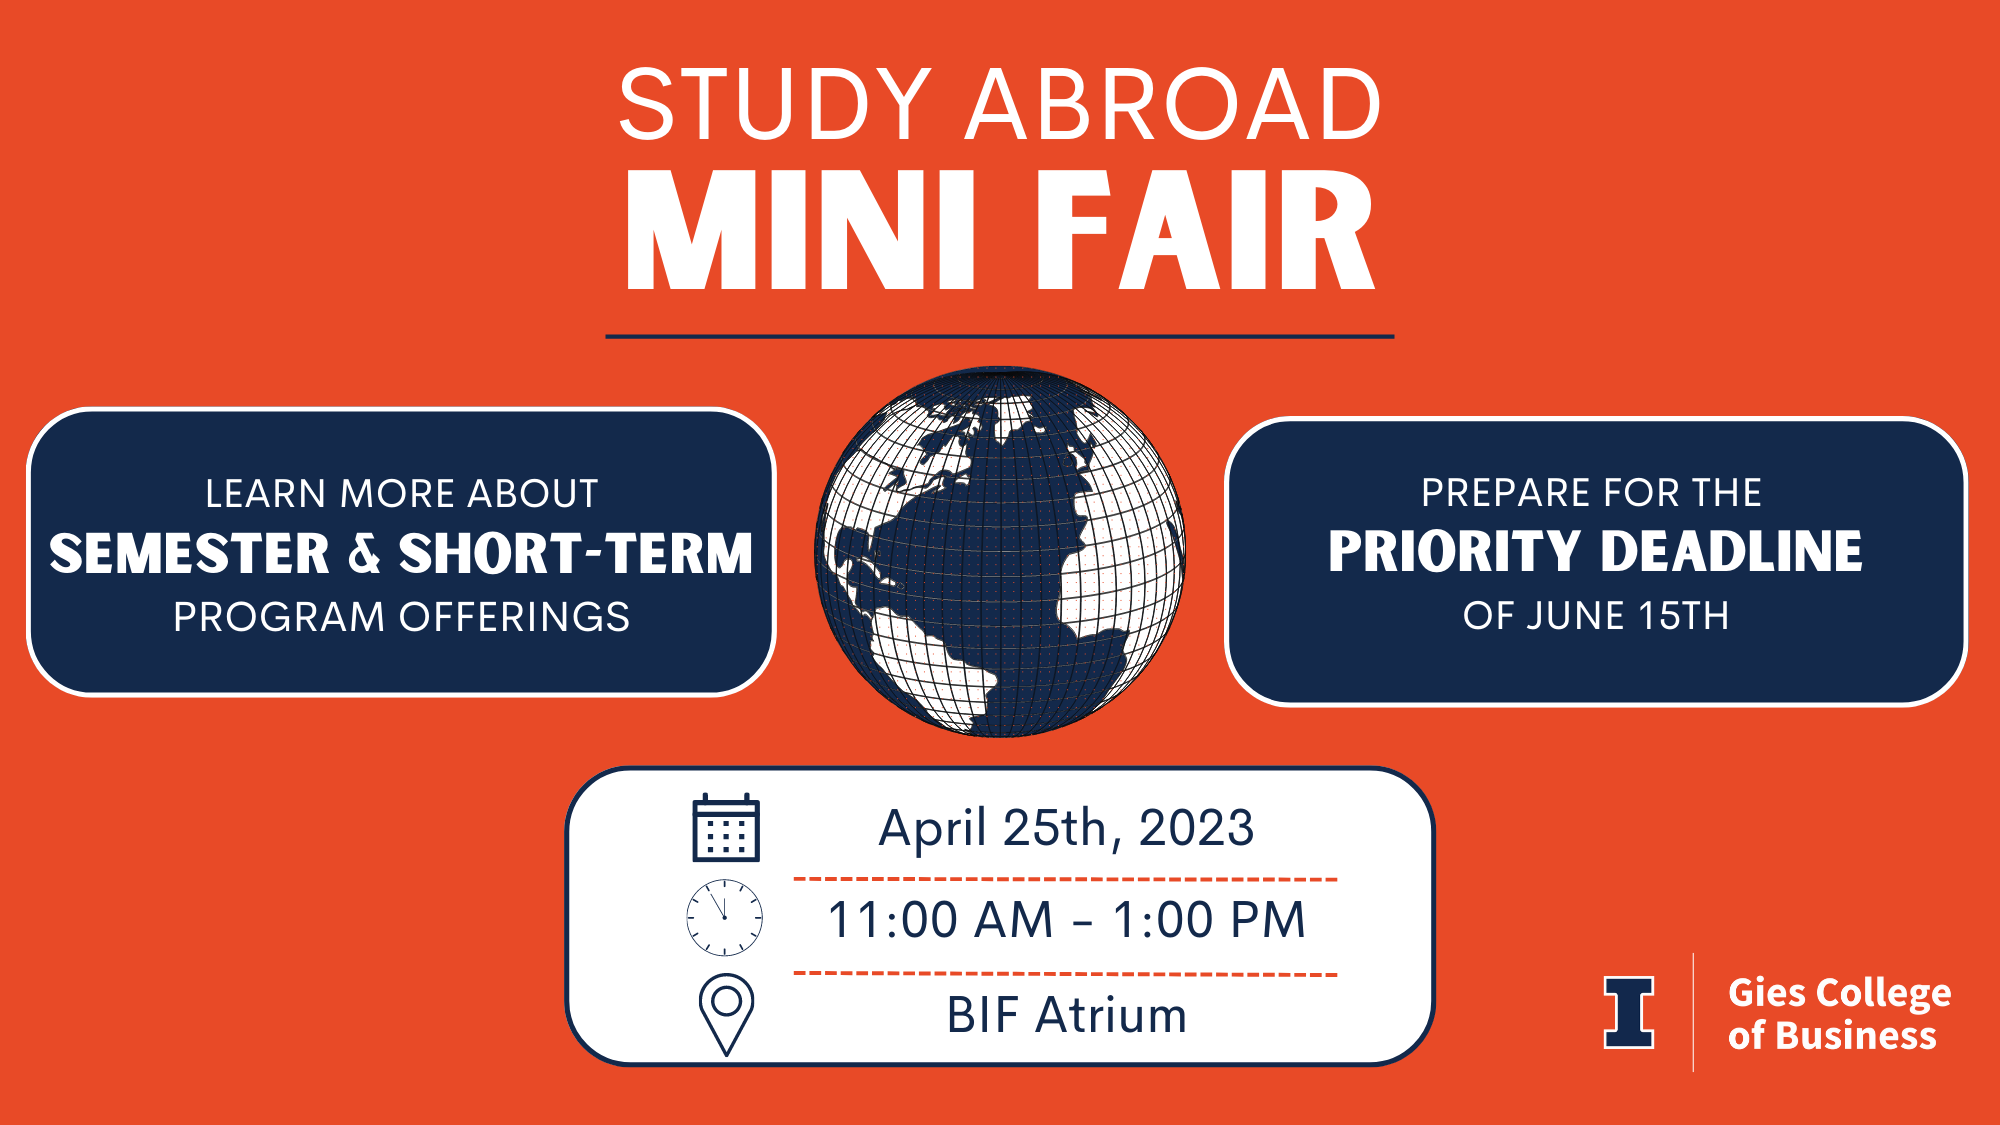 STUDY ABROAD
MINI FAIR
LEARN MORE ABOUT
SEMESTER & SHORT-TERM
PROGRAM OFFERINGS
PREPARE FOR THE
PRIORITY DEADLINE
OF JUNE 15TH
April 25th, 2023
11:00 AM - 1:00 PM
BIF Atrium
I
Gies College
of Business